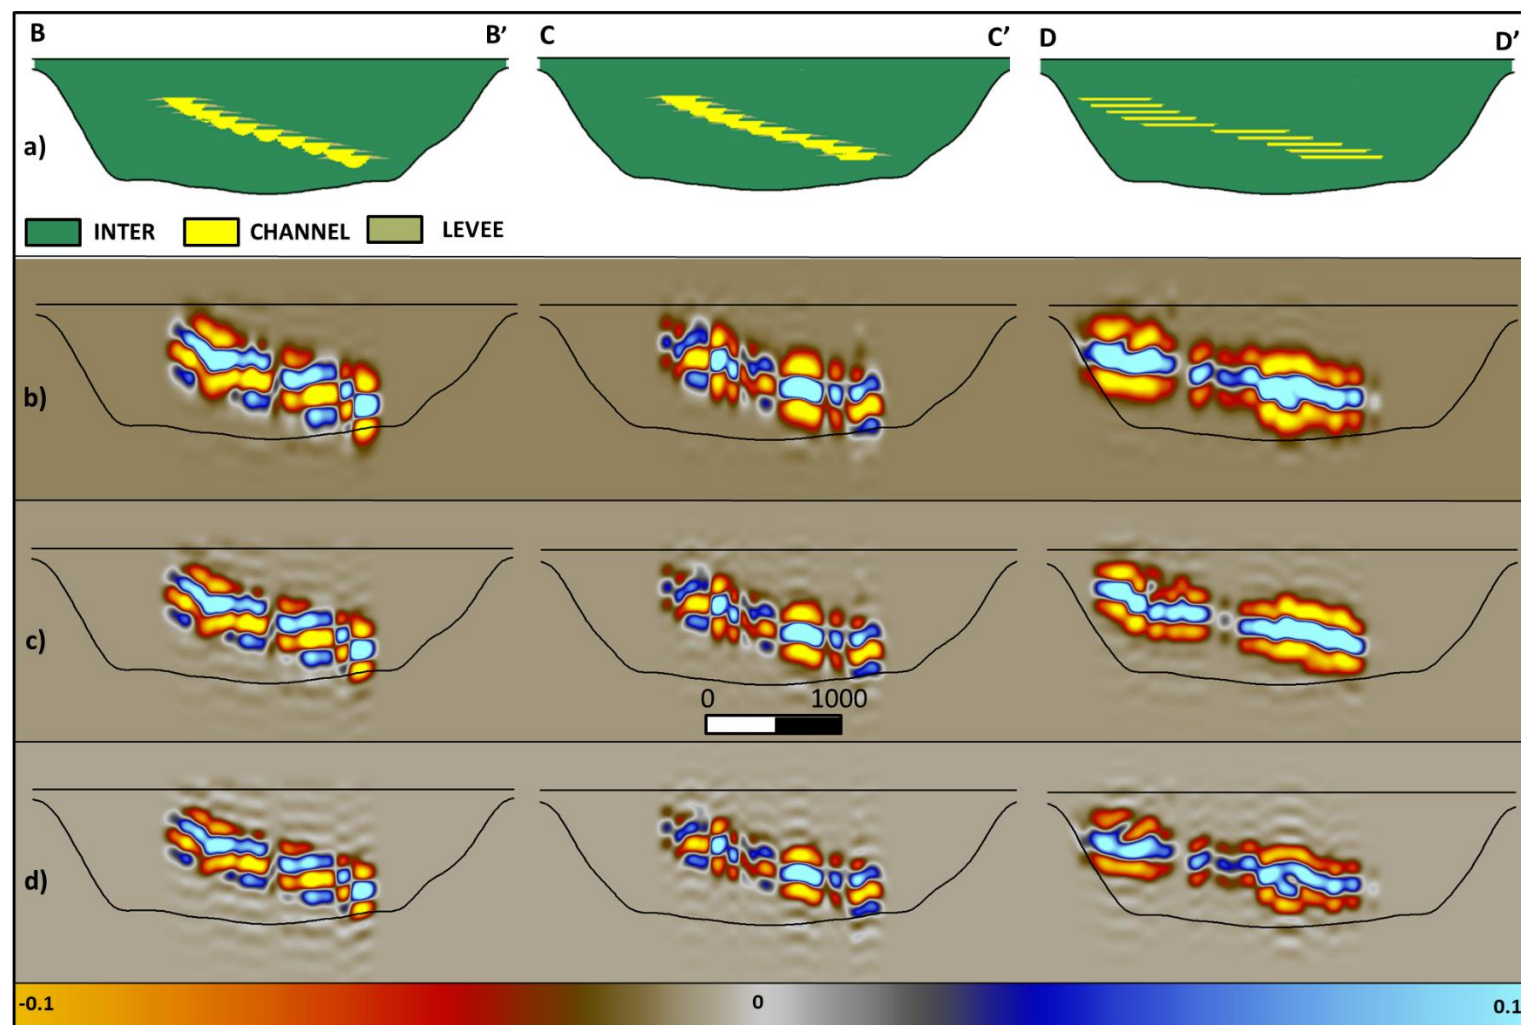 B B’ C C’ D D’
a)
INTER CHANNEL LEVEE
b)
c)
0 1000
d)
-0.1 0 0.1